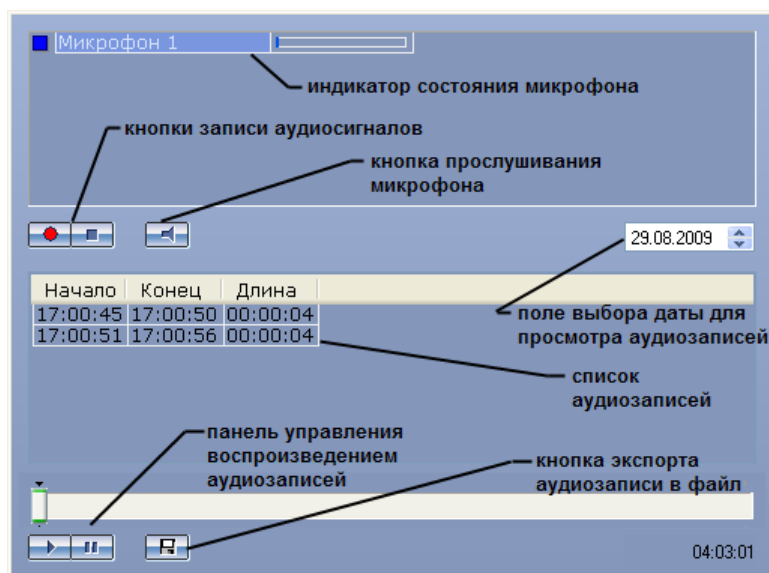 Микрофон 1
индикатор состояния микрофона
кнопки записи аудиосигналов
кнопка прослушивания
микрофона
29.08.2009
Начало Конец Длина
17:00:45 17:00:50 00:00:04
17:00:51 17:00:56 00:00:04
поле выбора даты для
просмотра аудиозаписей
список
аудиозаписей
панель управления
воспроизведением
аудиозаписей
кнопка экспорта
аудиозаписи в файл
04:03:01